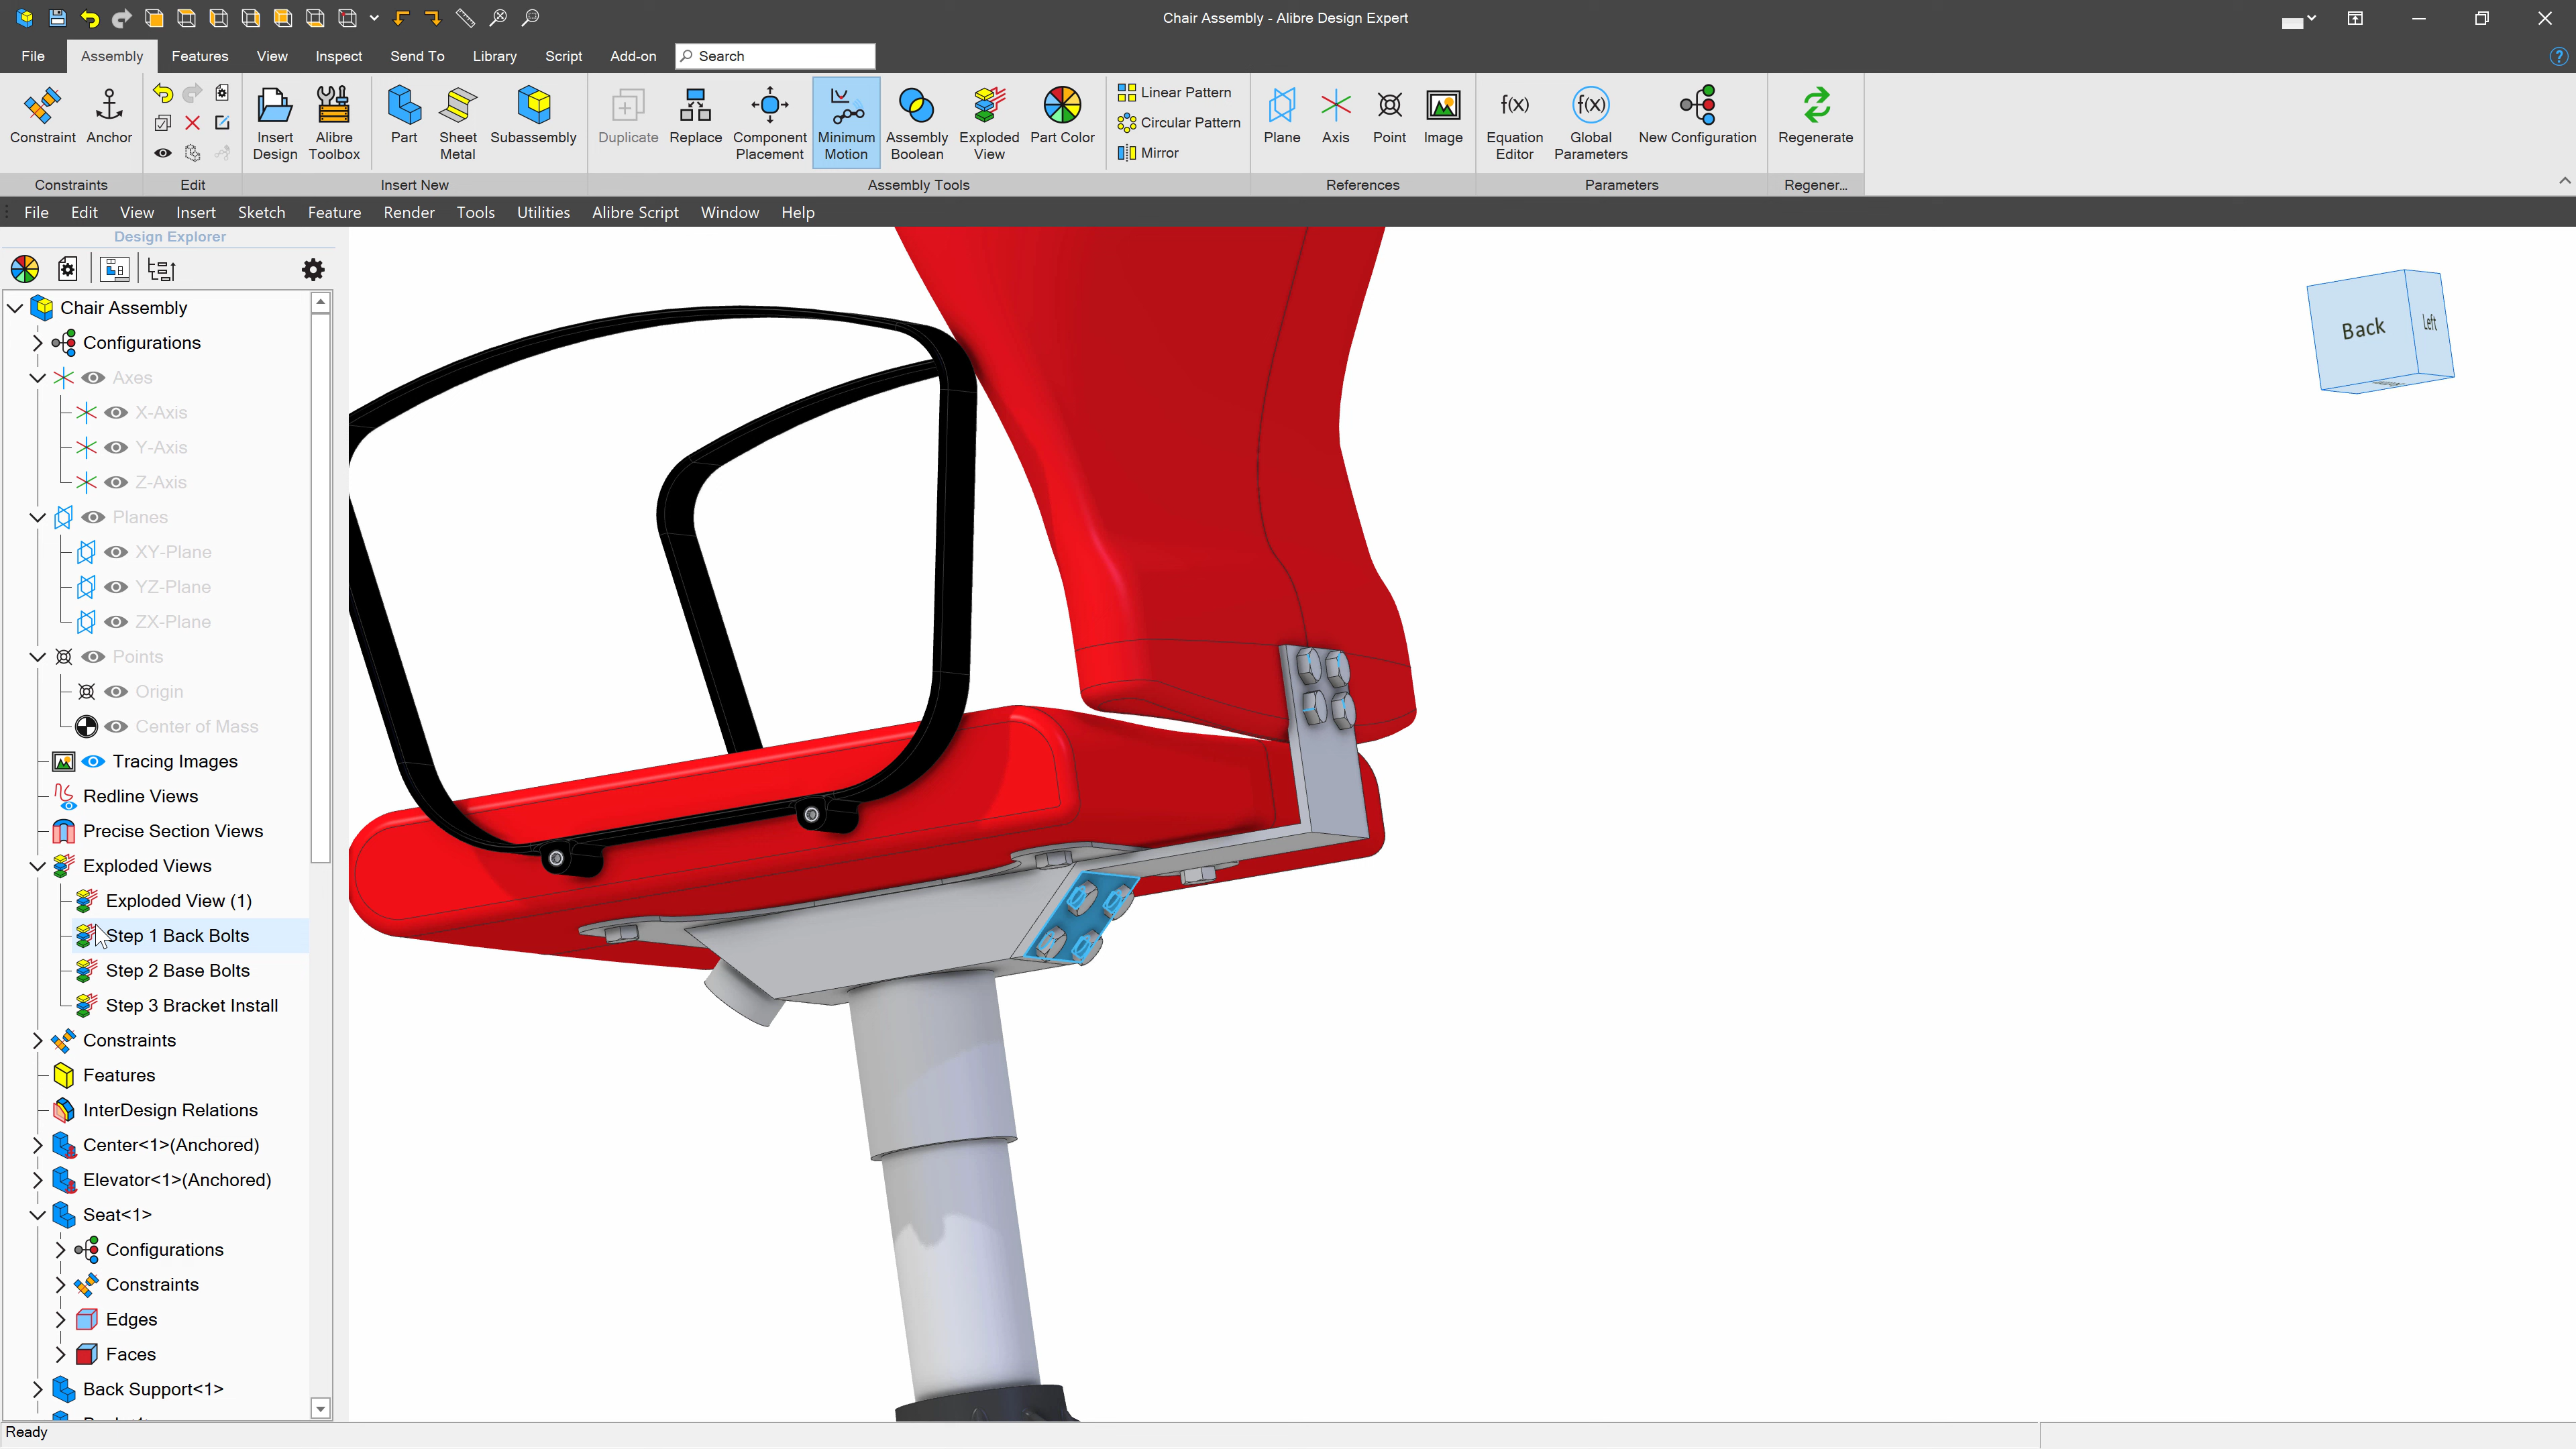 Chair Assembly - Alibre Design Expert
File Assembly Features View Inspect Send To Library Script Add-on Search
Constraint Anchor Insert Design Alibre Toolbox Part Sheet Metal Subassembly Duplicate Replace Component Placement Minimum Motion Assembly Boolean Exploded View Part Color Linear Pattern Circular Pattern Mirror Plane Axis Point Image f(x) Equation Editor f(x) Global Parameters New Configuration Regenerate
Constraints Edit Insert New Assembly Tools References Parameters Regener...
File Edit View Insert Sketch Feature Render Tools Utilities Alibre Script Window Help
Design Explorer
Chair Assembly
Configurations
Axes
X-Axis
Y-Axis
Z-Axis
Planes
XY-Plane
YZ-Plane
ZX-Plane
Points
Origin
Center of Mass
Tracing Images
Redline Views
Precise Section Views
Exploded Views
Exploded View (1)
Step 1 Back Bolts
Step 2 Base Bolts
Step 3 Bracket Install
Constraints
Features
InterDesign Relations
Center<1>(Anchored)
Elevator<1>(Anchored)
Seat<1>
Configurations
Constraints
Edges
Faces
Back Support<1>
Back Left
Ready